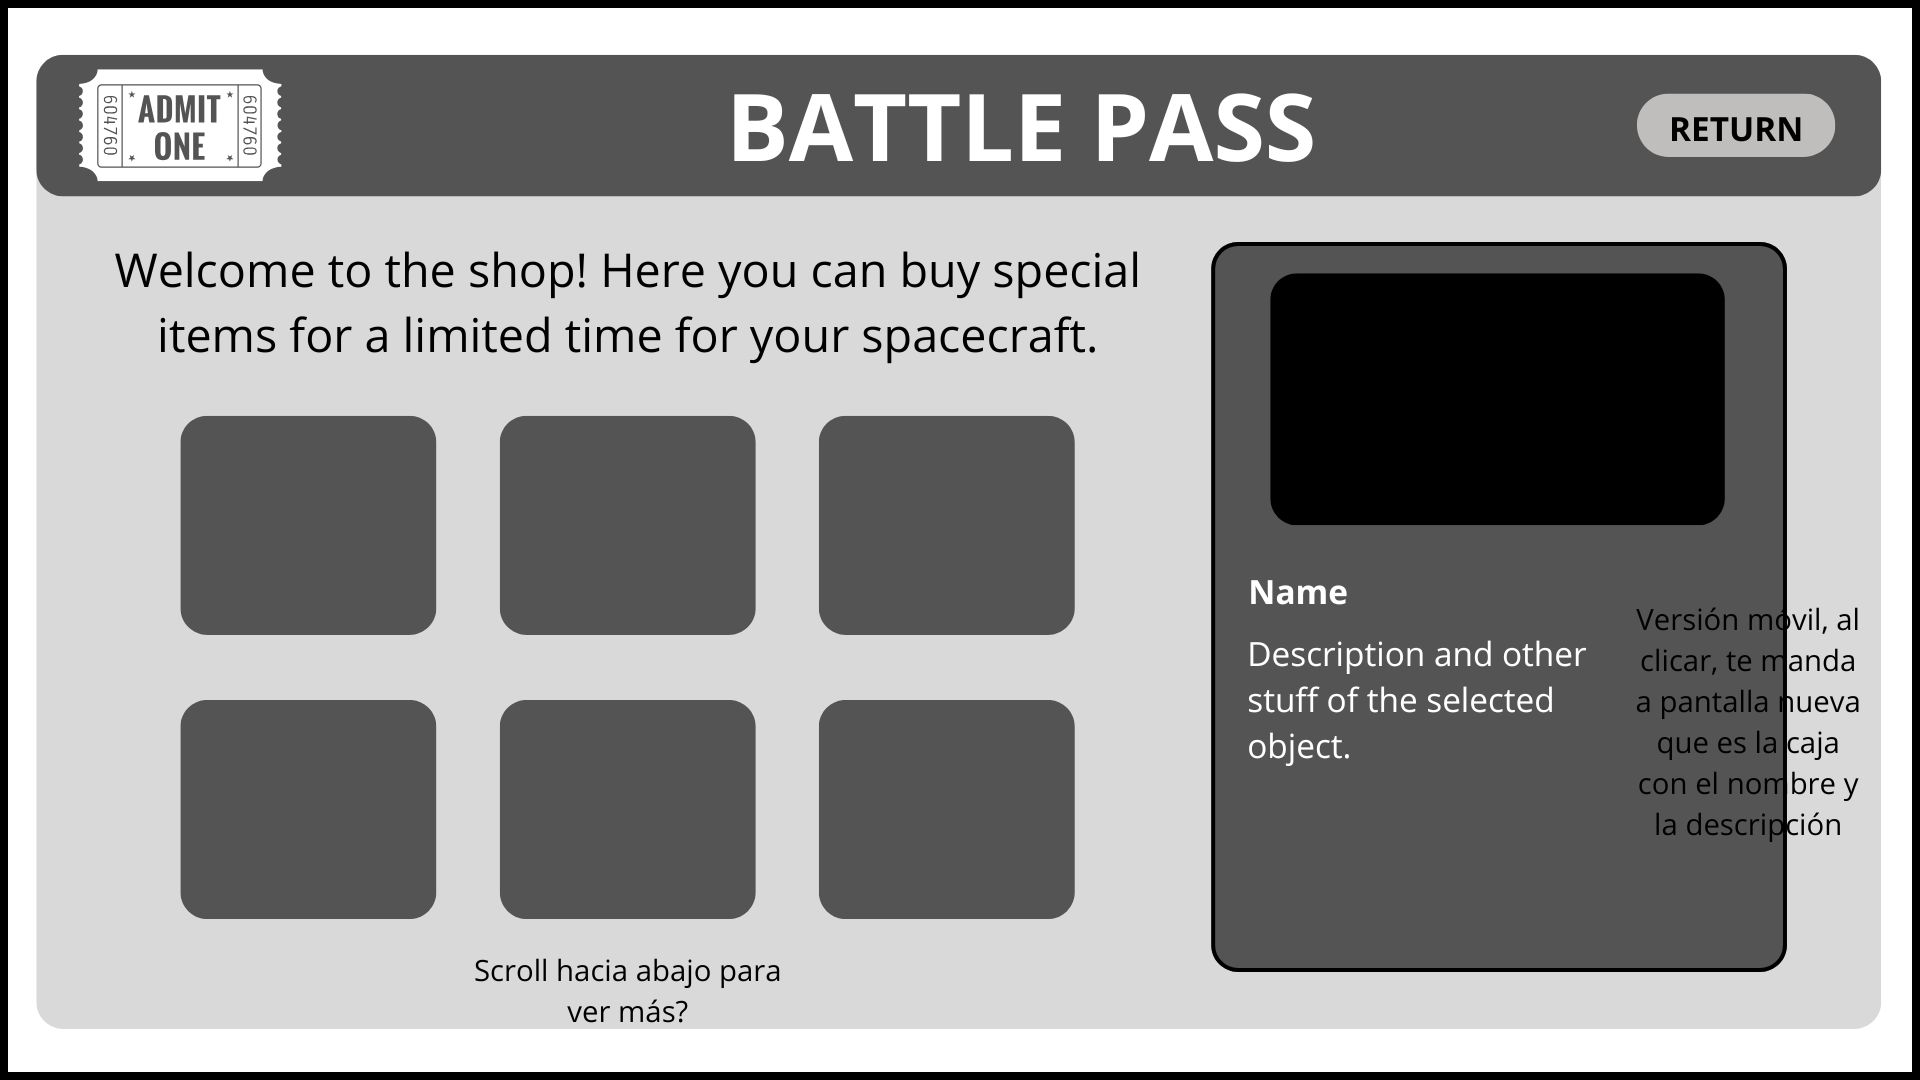 604760
ADMIT
ONE
604760
BATTLE PASS
RETURN
Welcome to the shop! Here you can buy special
items for a limited time for your spacecraft.
Name
Description and other
stuff of the selected
object.
Versión móvil, al
clicar, te manda
a pantalla nueva
que es la caja
con el nombre y
la descripción
Scroll hacia abajo para
ver más?